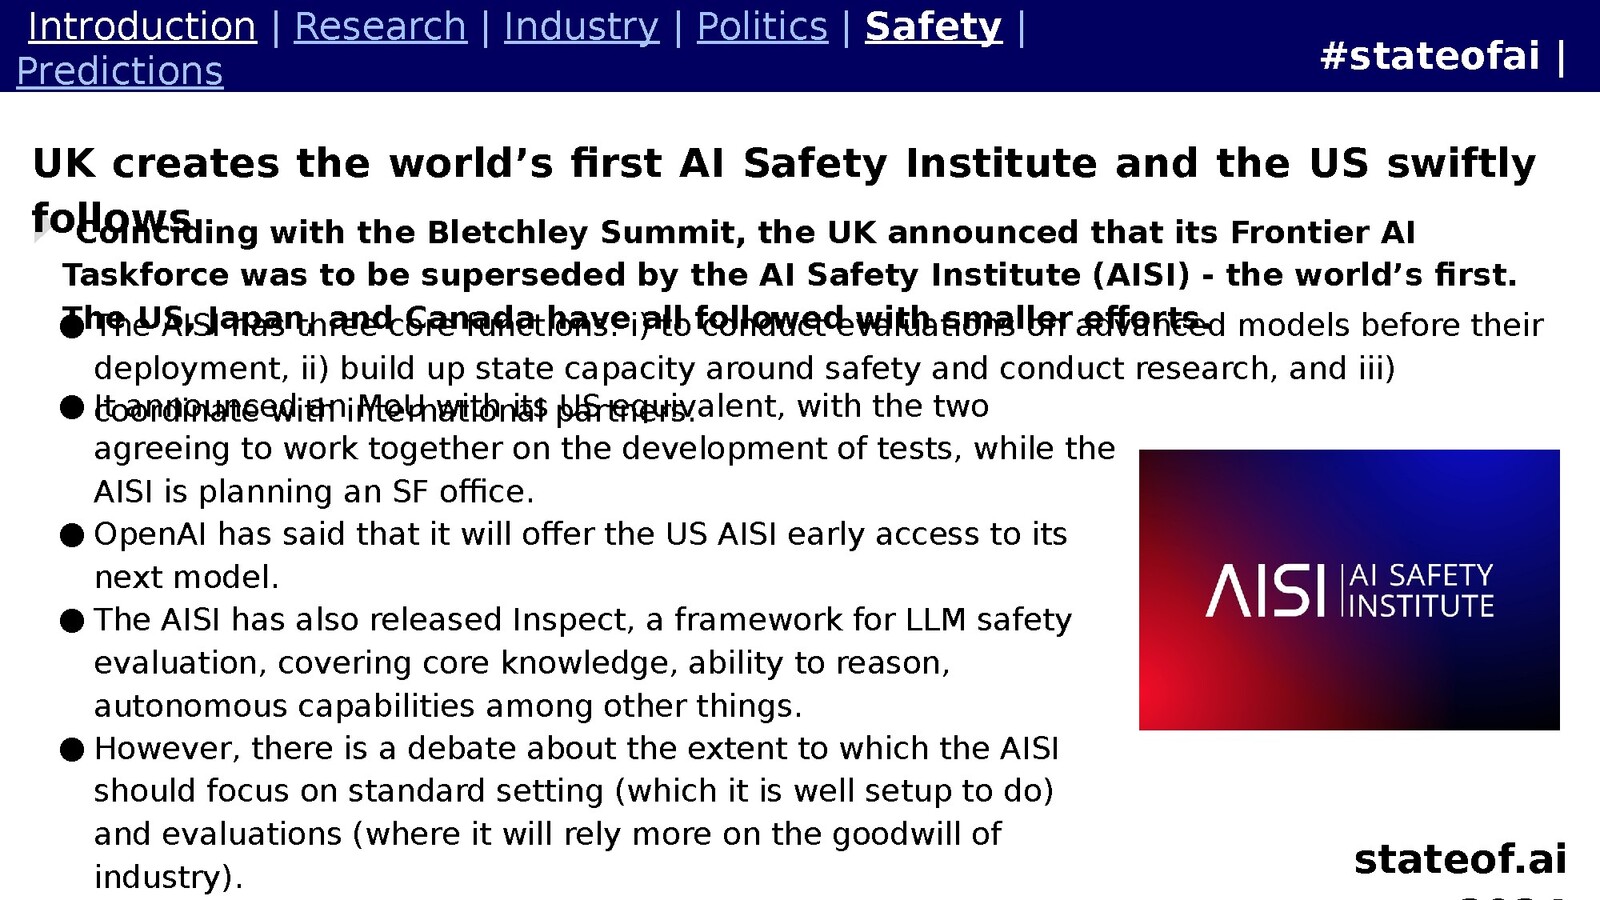 Introduction | Research | Industry | Politics | Safety |
Predictions
#stateofai |
UK creates the world’s first AI Safety Institute and the US swiftly
follows
Coinciding with the Bletchley Summit, the UK announced that its Frontier AI
Taskforce was to be superseded by the AI Safety Institute (AISI) - the world’s first.
The US, Japan, and Canada have all followed with smaller efforts.
● The AISI has three core functions: i) to conduct evaluations on advanced models before their
deployment, ii) build up state capacity around safety and conduct research, and iii)
coordinate with international partners.
● It announced an MoU with its US equivalent, with the two
agreeing to work together on the development of tests, while the
AISI is planning an SF office.
● OpenAI has said that it will offer the US AISI early access to its
next model.
● The AISI has also released Inspect, a framework for LLM safety
evaluation, covering core knowledge, ability to reason,
autonomous capabilities among other things.
● However, there is a debate about the extent to which the AISI
should focus on standard setting (which it is well setup to do)
and evaluations (where it will rely more on the goodwill of
industry).
AISI | AI SAFETY
INSTITUTE
stateof.ai